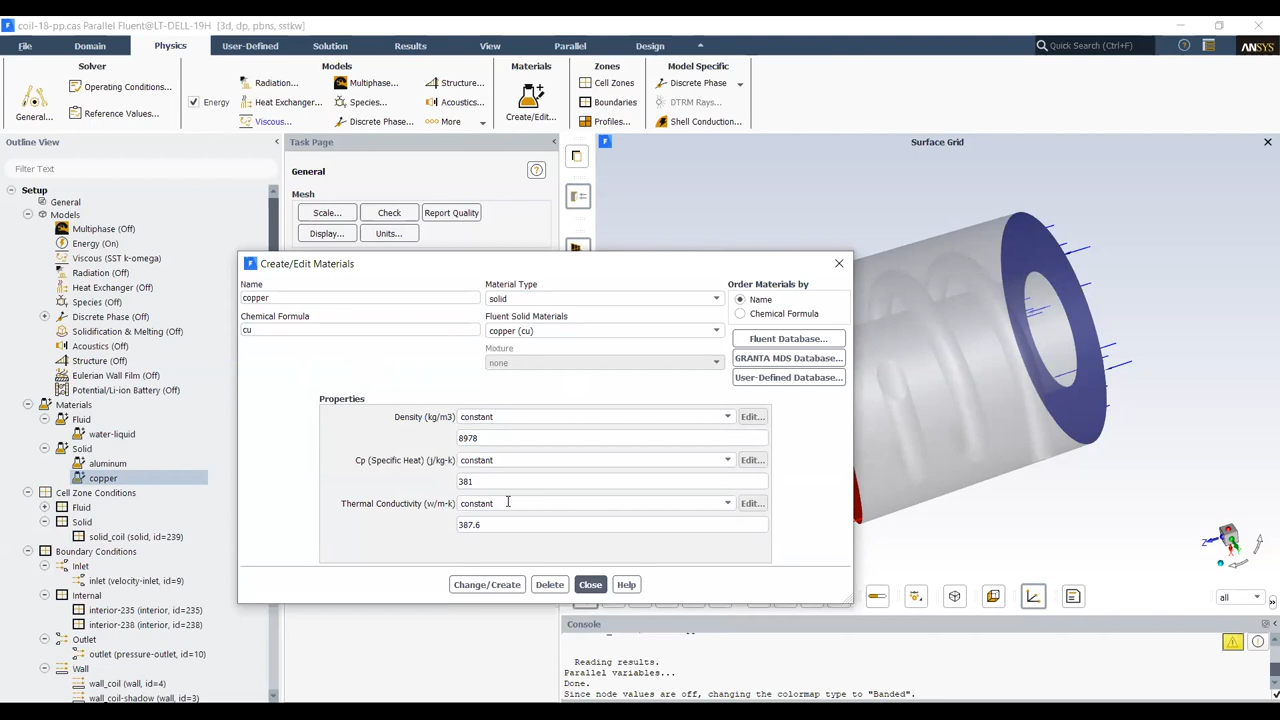 coil-18-pp.cas Parallel Fluent@LT-DELL-19H [3d, dp, pbns, sstkw]
File Domain Physics User-Defined Solution Results View Parallel Design
Quick Search (Ctrl+F)
ANSYS
Solver
Models
Materials
Zones
Model Specific
General...
Operating Conditions...
Reference Values...
Energy
Radiation...
Heat Exchanger...
Viscous...
Multiphase...
Species...
Discrete Phase...
Structure...
Acoustics...
More
Create/Edit...
Cell Zones
Boundaries
Profiles...
Discrete Phase
DTRM Rays...
Shell Conduction...
Outline View
Filter Text
Setup
General
Models
Multiphase (Off)
Energy (On)
Viscous (SST k-omega)
Radiation (Off)
Heat Exchanger (Off)
Species (Off)
Discrete Phase (Off)
Solidification & Melting (Off)
Acoustics (Off)
Structure (Off)
Eulerian Wall Film (Off)
Potential/Li-ion Battery (Off)
Materials
Fluid
water-liquid
Solid
aluminum
copper
Cell Zone Conditions
Fluid
Solid
solid_coil (solid, id=239)
Boundary Conditions
Inlet
inlet (velocity-inlet, id=9)
Internal
interior-235 (interior, id=235)
interior-238 (interior, id=238)
Outlet
outlet (pressure-outlet, id=10)
Wall
wall_coil (wall, id=4)
wall_coil-shadow (wall, id=3)
Task Page
General
Mesh
Scale... Check Report Quality
Display... Units...
Surface Grid
Create/Edit Materials
Name
copper
Chemical Formula
cu
Material Type
solid
Fluent Solid Materials
copper (cu)
Mixture
none
Order Materials by
Name
Chemical Formula
Fluent Database...
GRANTA MDS Database...
User-Defined Database...
Properties
Density (kg/m3) constant Edit...
8978
Cp (Specific Heat) (j/kg-k) constant Edit...
381
Thermal Conductivity (w/m-k) constant Edit...
387.6
Change/Create Delete Close Help
Z
all
Console
Reading results.
Parallel variables...
Done.
Since node values are off, changing the colormap type to "Banded".